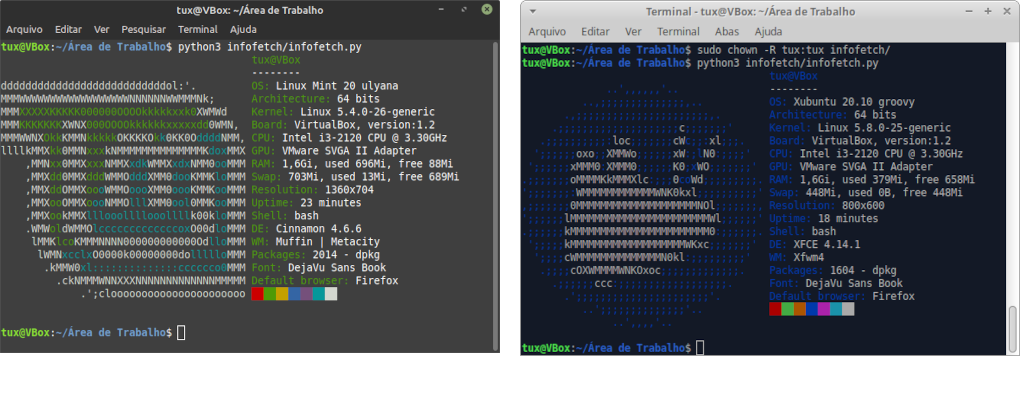 tux@VBox: ~/Área de Trabalho
Arquivo Editar Ver Pesquisar Terminal Ajuda
tux@VBox:~/Área de Trabalho$ python3 infofetch/infofetch.py
tux@VBox
--------
OS: Linux Mint 20 ulyana
Architecture: 64 bits
Kernel: Linux 5.4.0-26-generic
Board: VirtualBox, version:1.2
CPU: Intel i3-2120 CPU @ 3.30GHz
GPU: VMware SVGA II Adapter
RAM: 1,6Gi, used 696Mi, free 88Mi
Swap: 703Mi, used 13Mi, free 689Mi
Resolution: 1360x704
Uptime: 23 minutes
Shell: bash
DE: Cinnamon 4.6.6
WM: Muffin | Metacity
Packages: 2014 - dpkg
Font: DejaVu Sans Book
Default browser: Firefox
tux@VBox:~/Área de Trabalho$
Terminal - tux@VBox:~/Área de Trabalho
Arquivo Editar Ver Terminal Abas Ajuda
tux@VBox:~/Área de Trabalho$ sudo chown -R tux:tux infofetch/
tux@VBox:~/Área de Trabalho$ python3 infofetch/infofetch.py
tux@VBox
--------
OS: Xubuntu 20.10 groovy
Architecture: 64 bits
Kernel: Linux 5.8.0-25-generic
Board: VirtualBox, version:1.2
CPU: Intel i3-2120 CPU @ 3.30GHz
GPU: VMware SVGA II Adapter
RAM: 1,6Gi, used 379Mi, free 658Mi
Swap: 448Mi, used 0B, free 448Mi
Resolution: 800x600
Uptime: 18 minutes
Shell: bash
DE: XFCE 4.14.1
WM: Xfwm4
Packages: 1604 - dpkg
Font: DejaVu Sans Book
Default browser: Firefox
tux@VBox:~/Área de Trabalho$